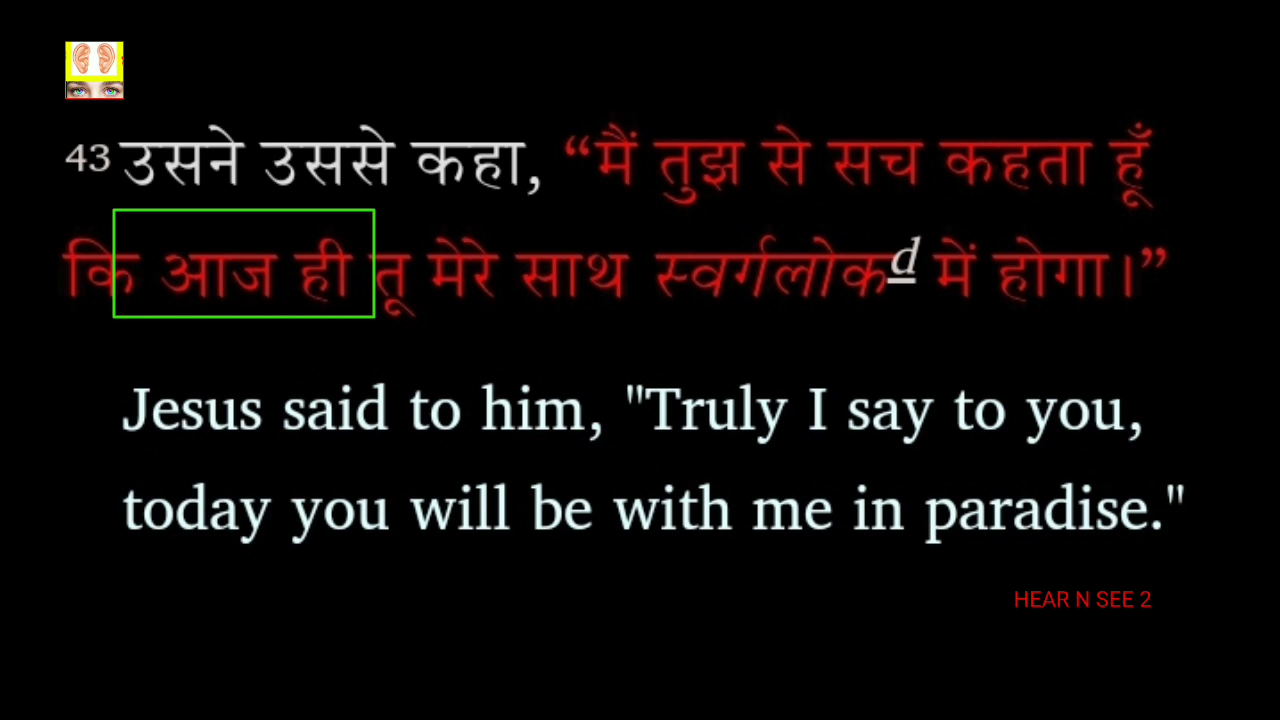 43 उसने उससे कहा, “मैं तुझ से सच कहता हूँ
कि आज ही तू मेरे साथ स्वर्गलोकd में होगा।”
Jesus said to him, "Truly I say to you,
today you will be with me in paradise."
HEAR N SEE 2